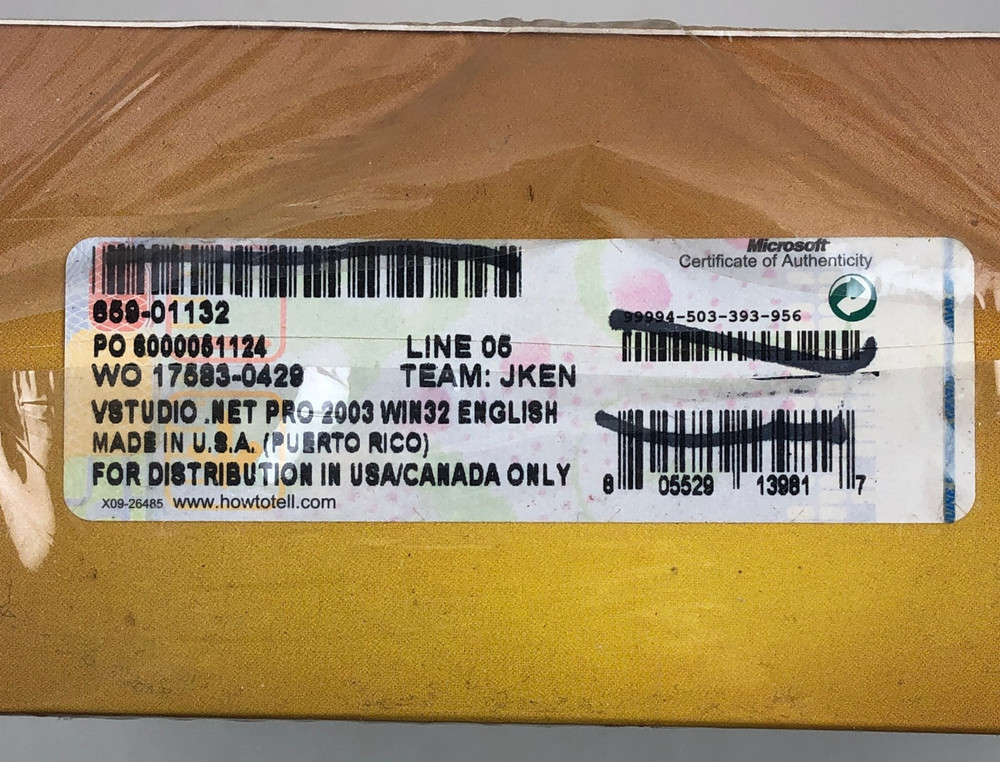 659-01132
PO 6000051124 LINE 05
WO 17583-0429 TEAM: JKEN
VSTUDIO .NET PRO 2003 WIN32 ENGLISH
MADE IN U.S.A. (PUERTO RICO)
FOR DISTRIBUTION IN USA/CANADA ONLY
X09-26485 www.howtotell.com
Microsoft
Certificate of Authenticity
99994-503-393-956
8 05529 13981 7